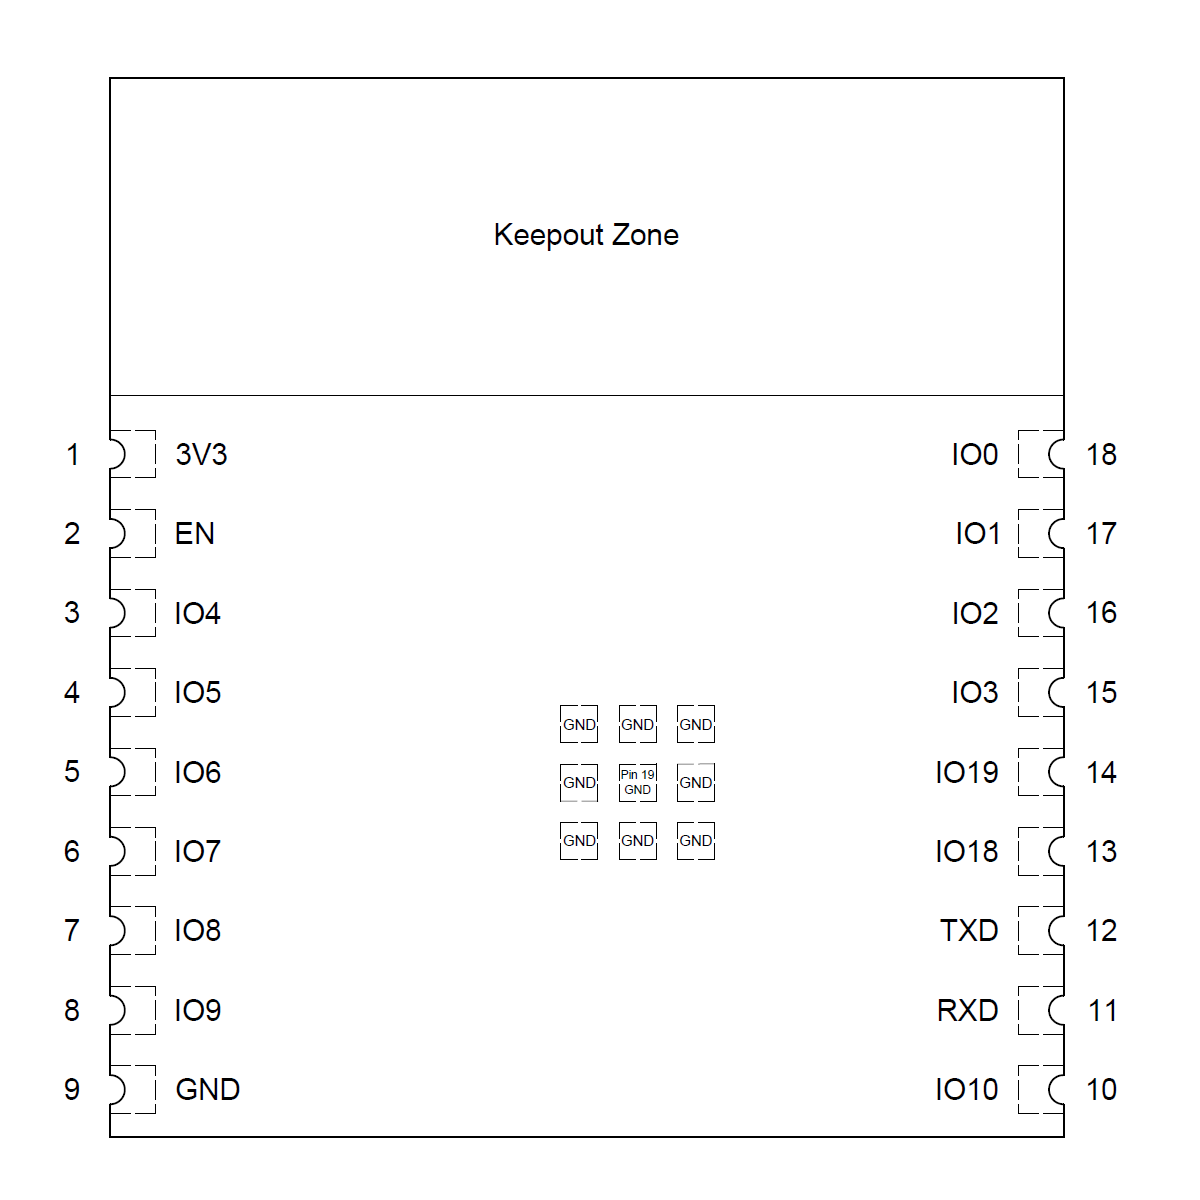 Keepout Zone
1 3V3 IO0 18
2 EN IO1 17
3 IO4 IO2 16
4 IO5 IO3 15
GND GND GND
5 IO6 IO19 14
GND Pin 19 GND
GND
6 IO7 IO18 13
GND GND GND
7 IO8 TXD 12
8 IO9 RXD 11
9 GND IO10 10